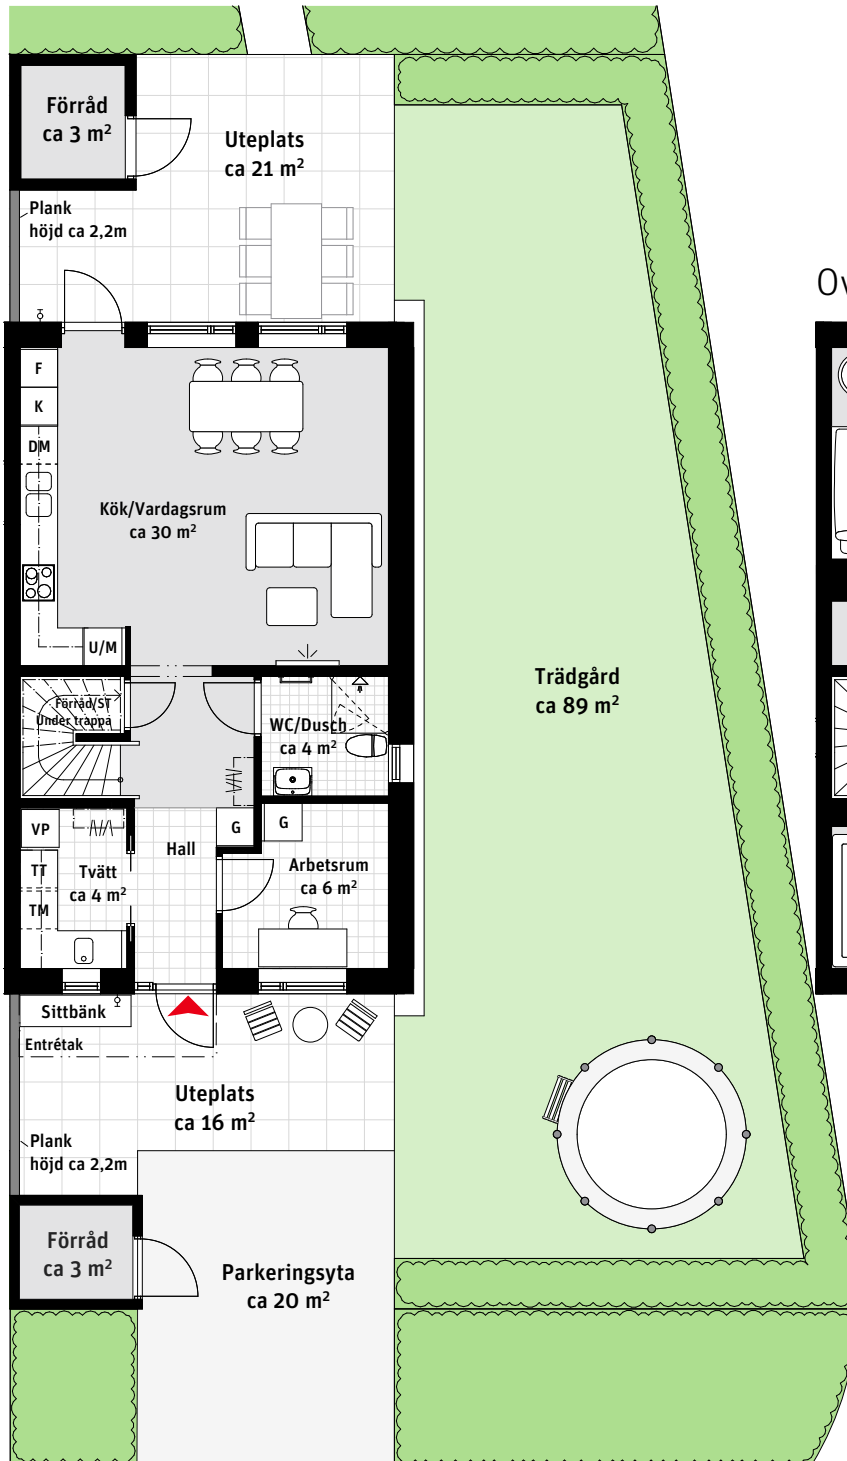 Förråd
ca 3 m²
Uteplats
ca 21 m²
Plank
höjd ca 2,2m
F
K
DM
Kök/Vardagsrum
ca 30 m²
U/M
Förråd/ST
Under trappa
WC/Dusch
ca 4 m²
Trädgård
ca 89 m²
VP
TT
TM
Tvätt
ca 4 m²
Hall
G
G
Arbetsrum
ca 6 m²
Sittbänk
Entrétak
Uteplats
ca 16 m²
Plank
höjd ca 2,2m
Förråd
ca 3 m²
Parkeringsyta
ca 20 m²